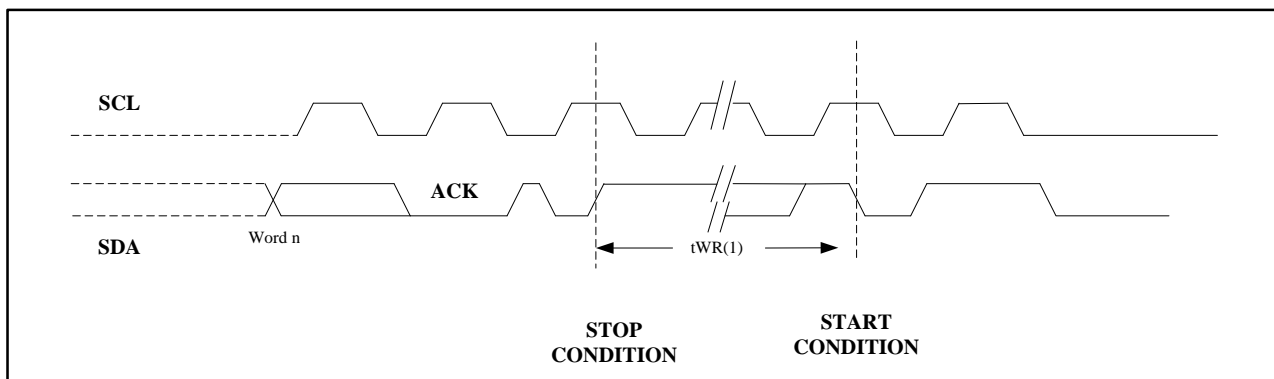 SCL
ACK
SDA
Word n
tWR(1)
STOP
CONDITION
START
CONDITION